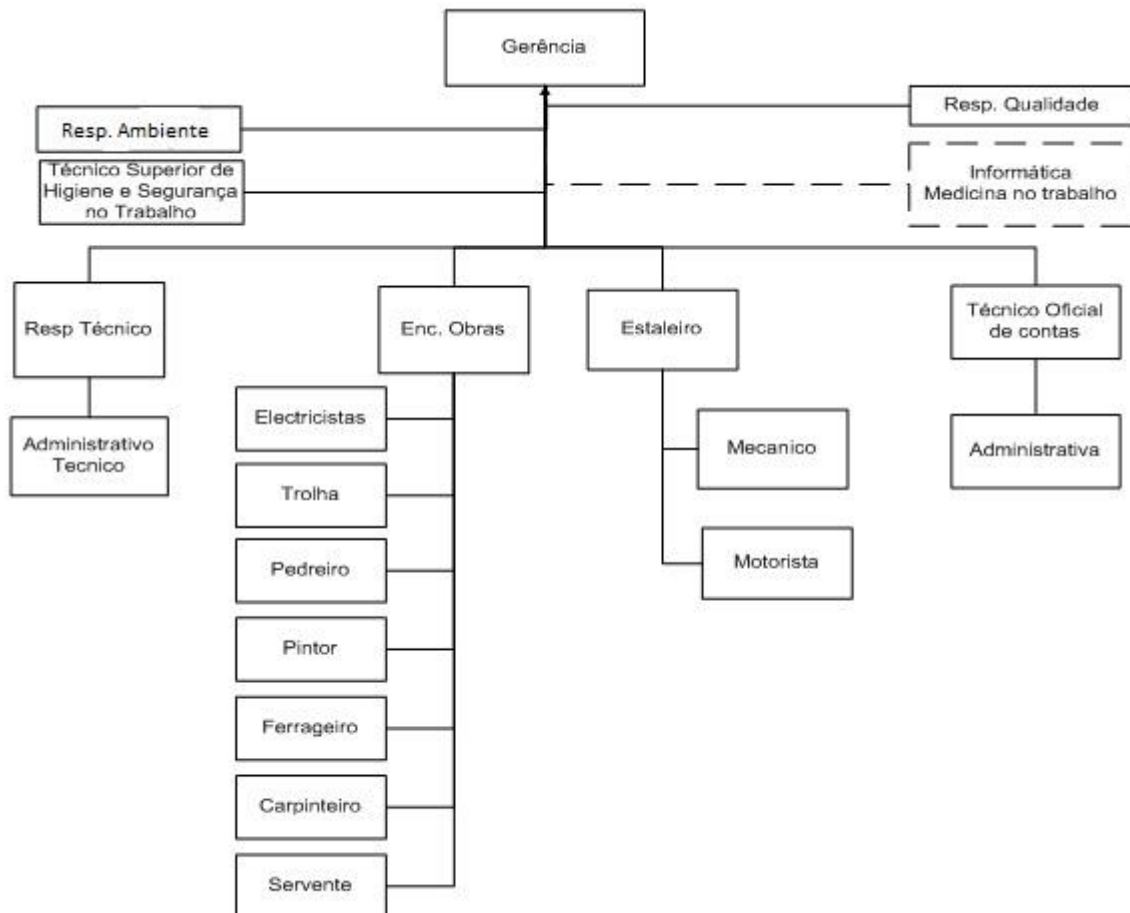 Gerência
Resp. Ambiente
Resp. Qualidade
Técnico Superior de
Higiene e Segurança
no Trabalho
Informática
Medicina no trabalho
Resp Técnico
Enc. Obras
Estaleiro
Técnico Oficial
de contas
Administrativo
Tecnico
Electricistas
Trolha
Pedreiro
Pintor
Ferrageiro
Carpinteiro
Servente
Mecanico
Motorista
Administrativa